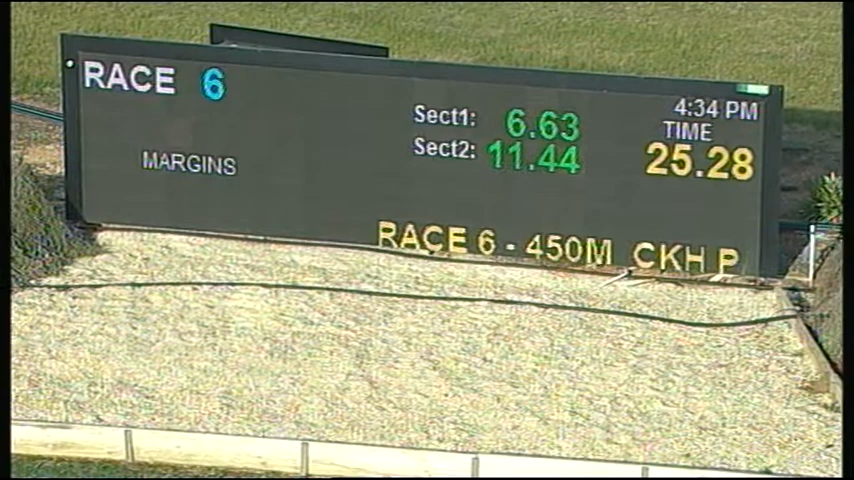 RACE 6
4:34 PM
Sect1: 6.63
TIME
Sect2: 11.44
25.28
MARGINS
RACE 6 - 450M CKH P